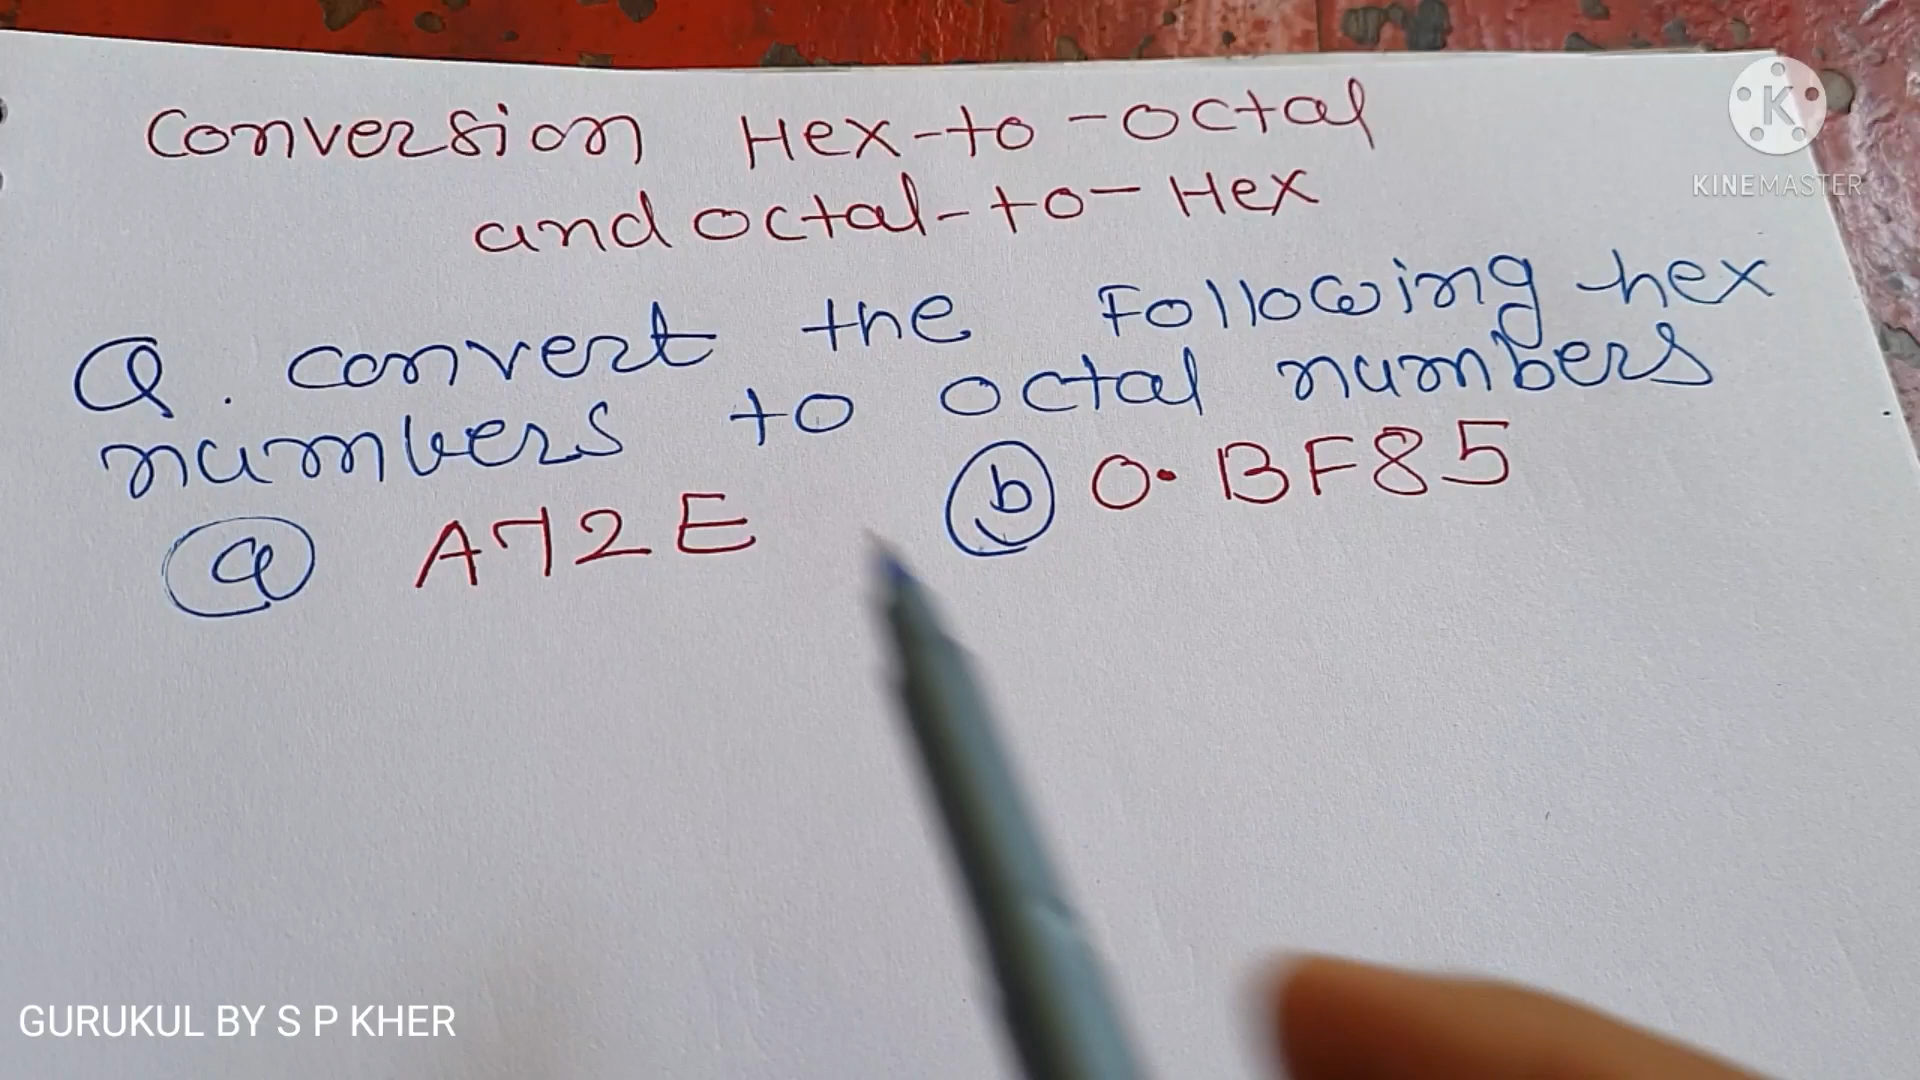 Conversion Hex-to-Octal
and Octal-to-Hex
Q. Convert the Following hex
numbers to octal numbers
(a) A72E (b) 0.BF85
K
KINEMASTER
GURUKUL BY S P KHER